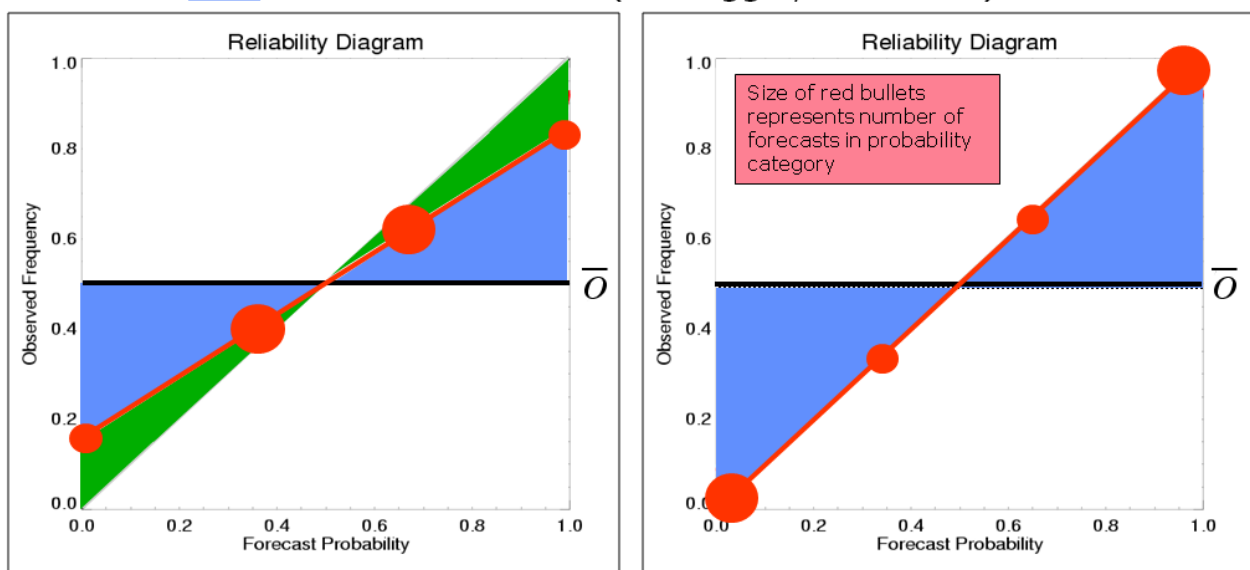 Reliability Diagram
1.0
0.8
0.6
0.4
0.2
0.0
Observed Frequency
0.0 0.2 0.4 0.6 0.8 1.0
Forecast Probability
O
Reliability Diagram
Size of red bullets
represents number of
forecasts in probability
category
1.0
0.8
0.6
0.4
0.2
0.0
Observed Frequency
0.0 0.2 0.4 0.6 0.8 1.0
Forecast Probability
O